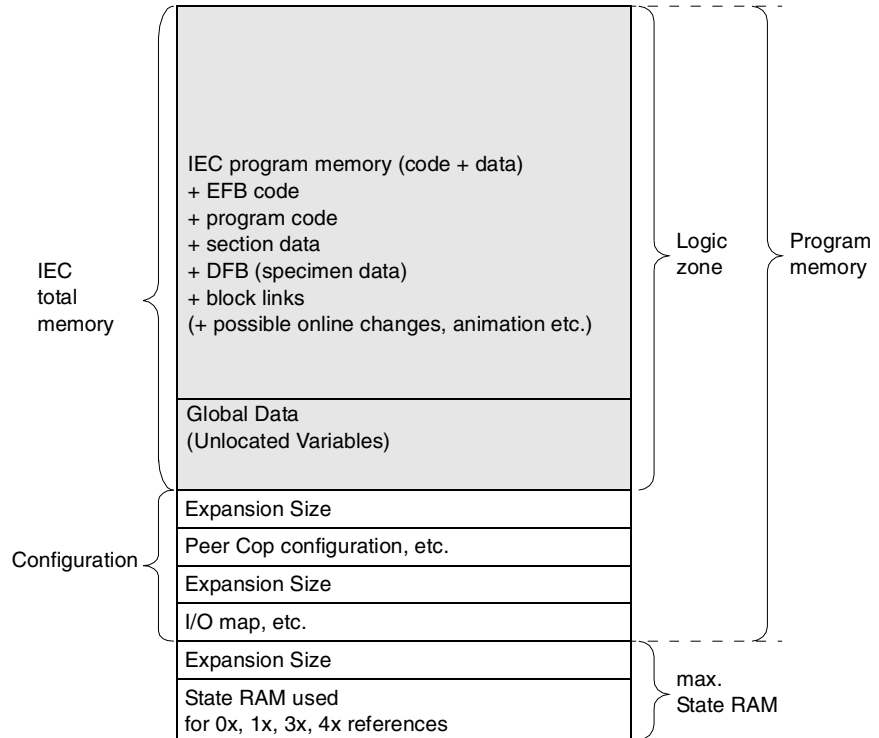 IEC program memory (code + data)
+ EFB code
+ program code
+ section data
+ DFB (specimen data)
+ block links
(+ possible online changes, animation etc.)
IEC
total
memory
Logic
zone
Program
memory
Global Data
(Unlocated Variables)
Expansion Size
Peer Cop configuration, etc.
Configuration
Expansion Size
I/O map, etc.
Expansion Size
State RAM used
for 0x, 1x, 3x, 4x references
max.
State RAM